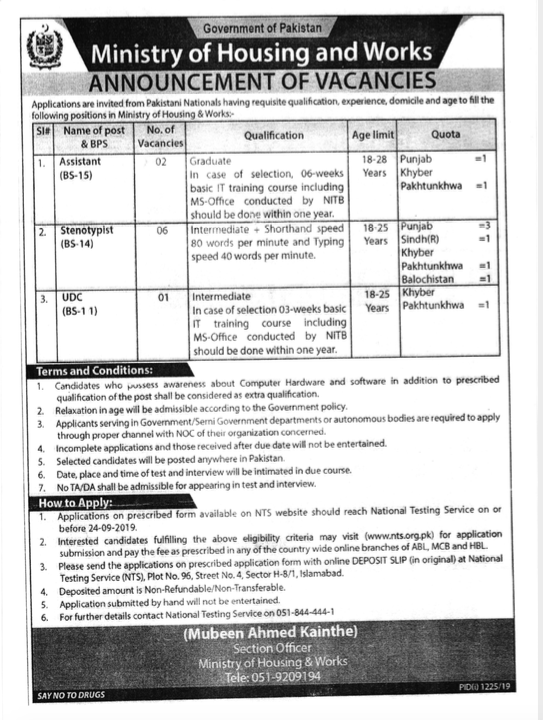 Government of Pakistan
Ministry of Housing and Works
ANNOUNCEMENT OF VACANCIES
Applications are invited from Pakistani Nationals having requisite qualification, experience, domicile and age to fill the
following positions in Ministry of Housing & Works:-
Sl# Name of post & BPS No. of Vacancies Qualification Age limit Quota
1. Assistant 02 Graduate 18-28 Punjab =1
(BS-15) In case of selection, 06-weeks Years Khyber
basic IT training course including Pakhtunkhwa =1
MS-Office conducted by NITB
should be done within one year.
2. Stenotypist 06 Intermediate + Shorthand speed 18-25 Punjab =3
(BS-14) 80 words per minute and Typing Years Sindh(R) =1
speed 40 words per minute. Khyber
Pakhtunkhwa =1
Balochistan =1
3. UDC 01 Intermediate 18-25 Khyber
(BS-1 1) In case of selection 03-weeks basic Years Pakhtunkhwa =1
IT training course including
MS-Office conducted by NITB
should be done within one year.
Terms and Conditions:
1. Candidates who possess awareness about Computer Hardware and software in addition to prescribed
qualification of the post shall be considered as extra qualification.
2. Relaxation in age will be admissible according to the Government policy.
3. Applicants serving in Government/Semi Government departments or autonomous bodies are required to apply
through proper channel with NOC of their organization concerned.
4. Incomplete applications and those received after due date will not be entertained.
5. Selected candidates will be posted anywhere in Pakistan.
6. Date, place and time of test and interview will be intimated in due course.
7. No TA/DA shall be admissible for appearing in test and interview.
How to Apply:
1. Applications on prescribed form available on NTS website should reach National Testing Service on or
before 24-09-2019.
2. Interested candidates fulfilling the above eligibility criteria may visit (www.nts.org.pk) for application
submission and pay the fee as prescribed in any of the country wide online branches of ABL, MCB and HBL.
3. Please send the applications on prescribed application form with online DEPOSIT SLIP (in original) at National
Testing Service (NTS), Plot No. 96, Street No. 4, Sector H-8/1, Islamabad.
4. Deposited amount is Non-Refundable/Non-Transferable.
5. Application submitted by hand will not be entertained.
6. For further details contact National Testing Service on 051-844-444-1
(Mubeen Ahmed Kainthe)
Section Officer
Ministry of Housing & Works
Tele: 051-9209194
SAY NO TO DRUGS
PID(i) 1225/19